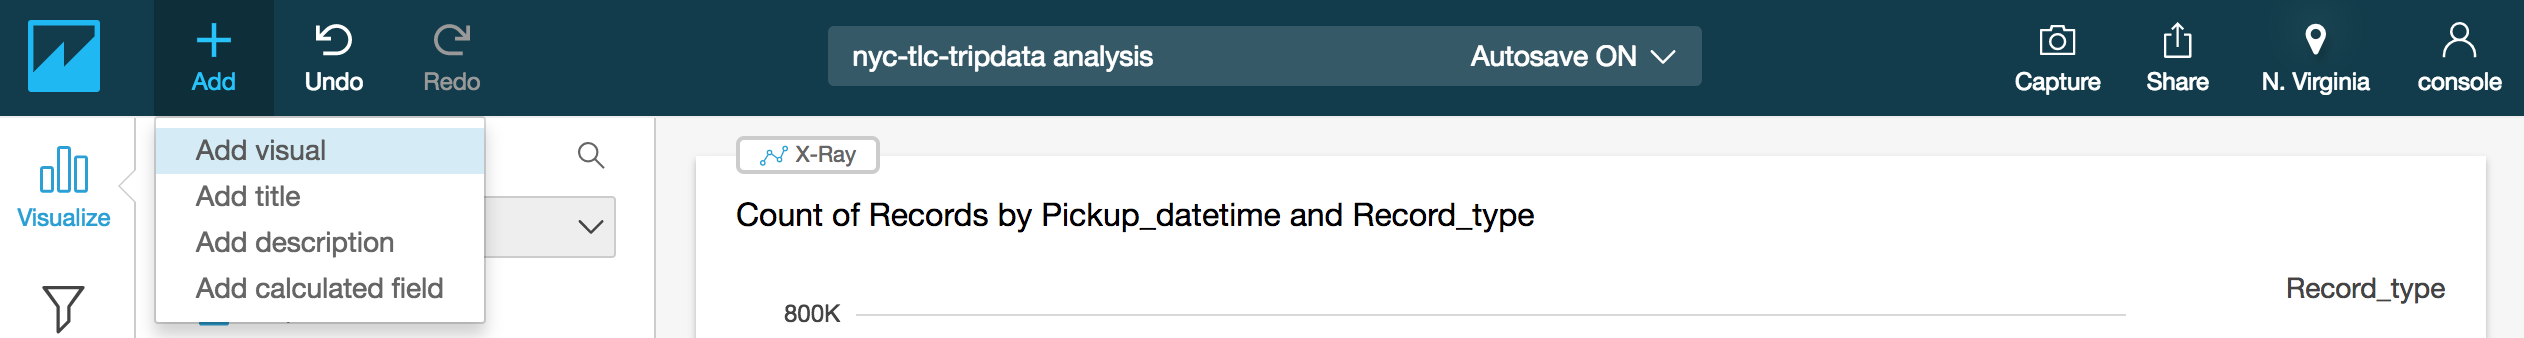 Add
Undo
Redo
nyc-tlc-tripdata analysis
Autosave ON
Capture
Share
N. Virginia
console
Visualize
Add visual
Add title
Add description
Add calculated field
X-Ray
Count of Records by Pickup_datetime and Record_type
800K
Record_type